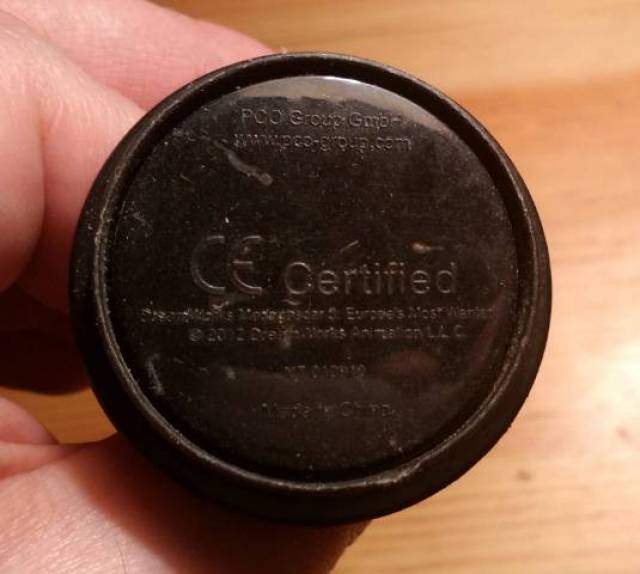 PCO Group GmbH
www.pco-group.com
CE Certified
DreamWorks Madagascar 3: Europe's Most Wanted
© 2012 DreamWorks Animation L.L.C.
Made in China